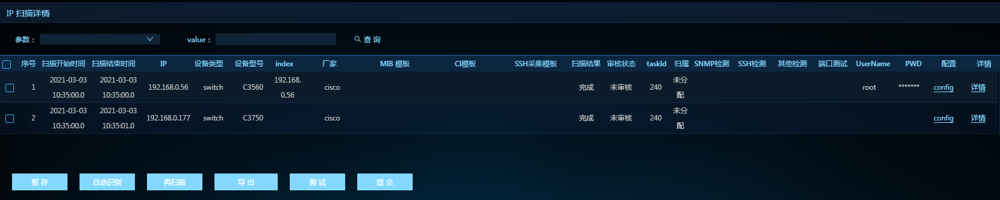 IP 扫描详情
参数： value： 查 询
序号 扫描开始时间 扫描结束时间 IP 设备类型 设备型号 index 厂家 MIB 模板 CI模板 SSH采集模板 扫描结果 审核状态 taskId 归属 SNMP检测 SSH检测 其他检测 端口测试 UserName PWD 配置 详情
1 2021-03-03 10:35:00.0 2021-03-03 10:35:00.0 192.168.0.56 switch C3560 192.168.0.56 cisco 完成 未审核 240 未分配 root ******* config 详情
2 2021-03-03 10:35:00.0 2021-03-03 10:35:01.0 192.168.0.177 switch C3750 cisco 完成 未审核 240 未分配 config 详情
暂 存 自动识别 再扫描 导 出 测 试 提 交